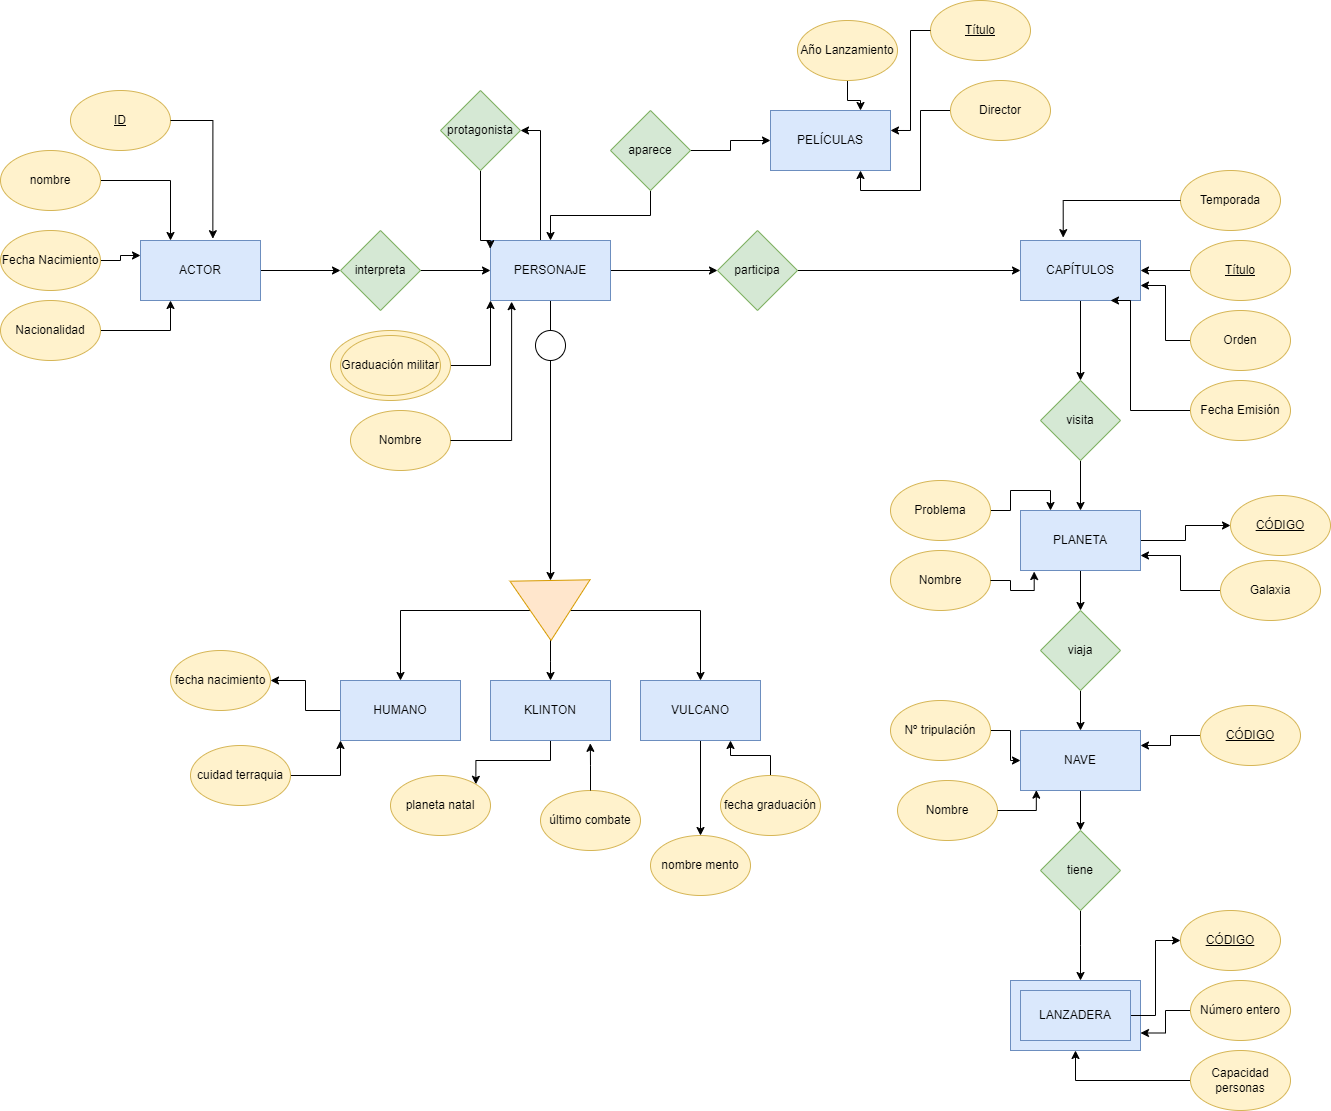 Título
Año Lanzamiento
Director
ID
protagonista
aparece
PELÍCULAS
nombre
Temporada
Fecha Nacimiento
ACTOR
interpreta
PERSONAJE
participa
CAPÍTULOS
Título
Nacionalidad
Graduación militar
Orden
Nombre
visita
Fecha Emisión
Problema
PLANETA
CÓDIGO
Nombre
Galaxia
viaja
fecha nacimiento
HUMANO
KLINTON
VULCANO
Nº tripulación
CÓDIGO
NAVE
cuidad terraquia
planeta natal
último combate
fecha graduación
Nombre
nombre mento
tiene
CÓDIGO
LANZADERA
Número entero
Capacidad
personas